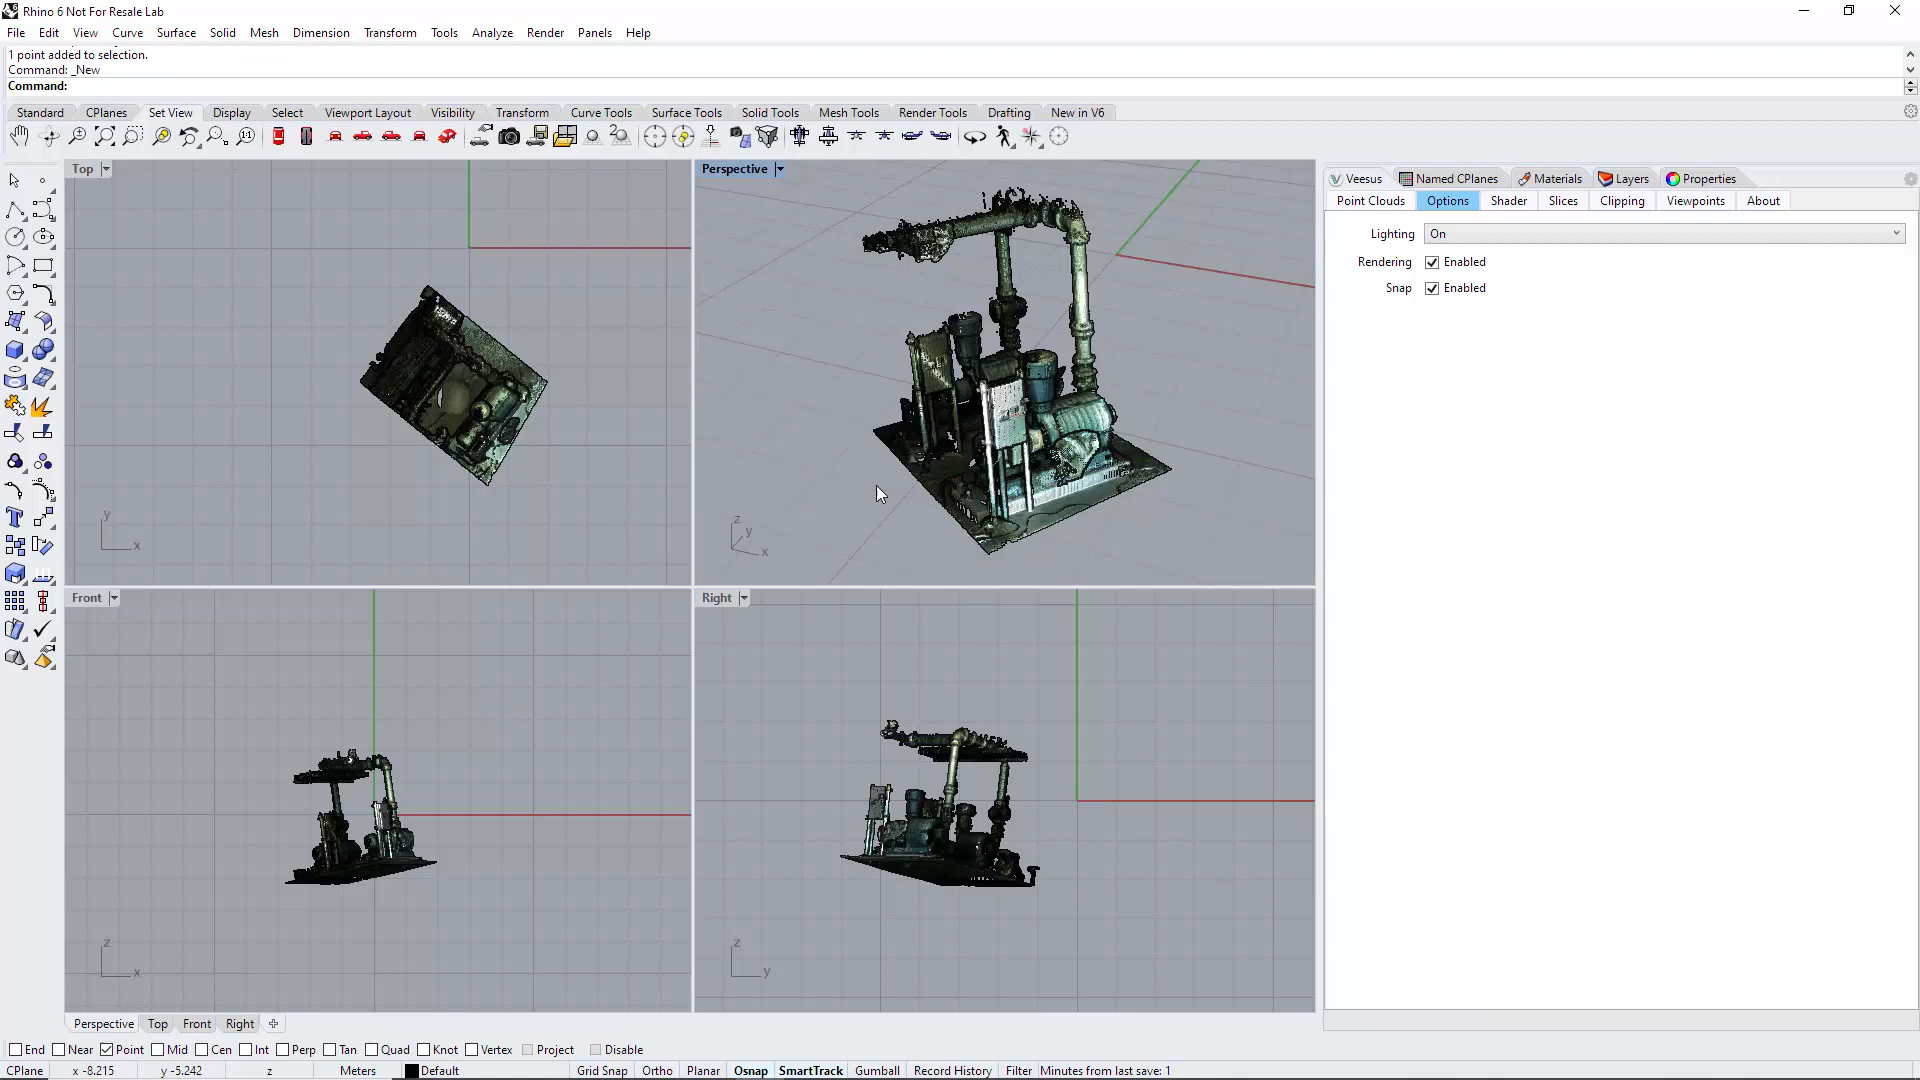 Rhino 6 Not For Resale Lab
File Edit View Curve Surface Solid Mesh Dimension Transform Tools Analyze Render Panels Help
1 point added to selection.
Command: _New
Command:
Standard CPlanes Set View Display Select Viewport Layout Visibility Transform Curve Tools Surface Tools Solid Tools Mesh Tools Render Tools Drafting New in V6
Top
Perspective
Veesus Named CPlanes Materials Layers Properties
Point Clouds Options Shader Slices Clipping Viewpoints About
Lighting On
Rendering Enabled
Snap Enabled
y
x
z
y
x
Front
Right
z
x
z
y
Perspective Top Front Right
End Near Point Mid Cen Int Perp Tan Quad Knot Vertex Project Disable
CPlane x -8.215 y -5.242 z Meters Default Grid Snap Ortho Planar Osnap SmartTrack Gumball Record History Filter Minutes from last save: 1